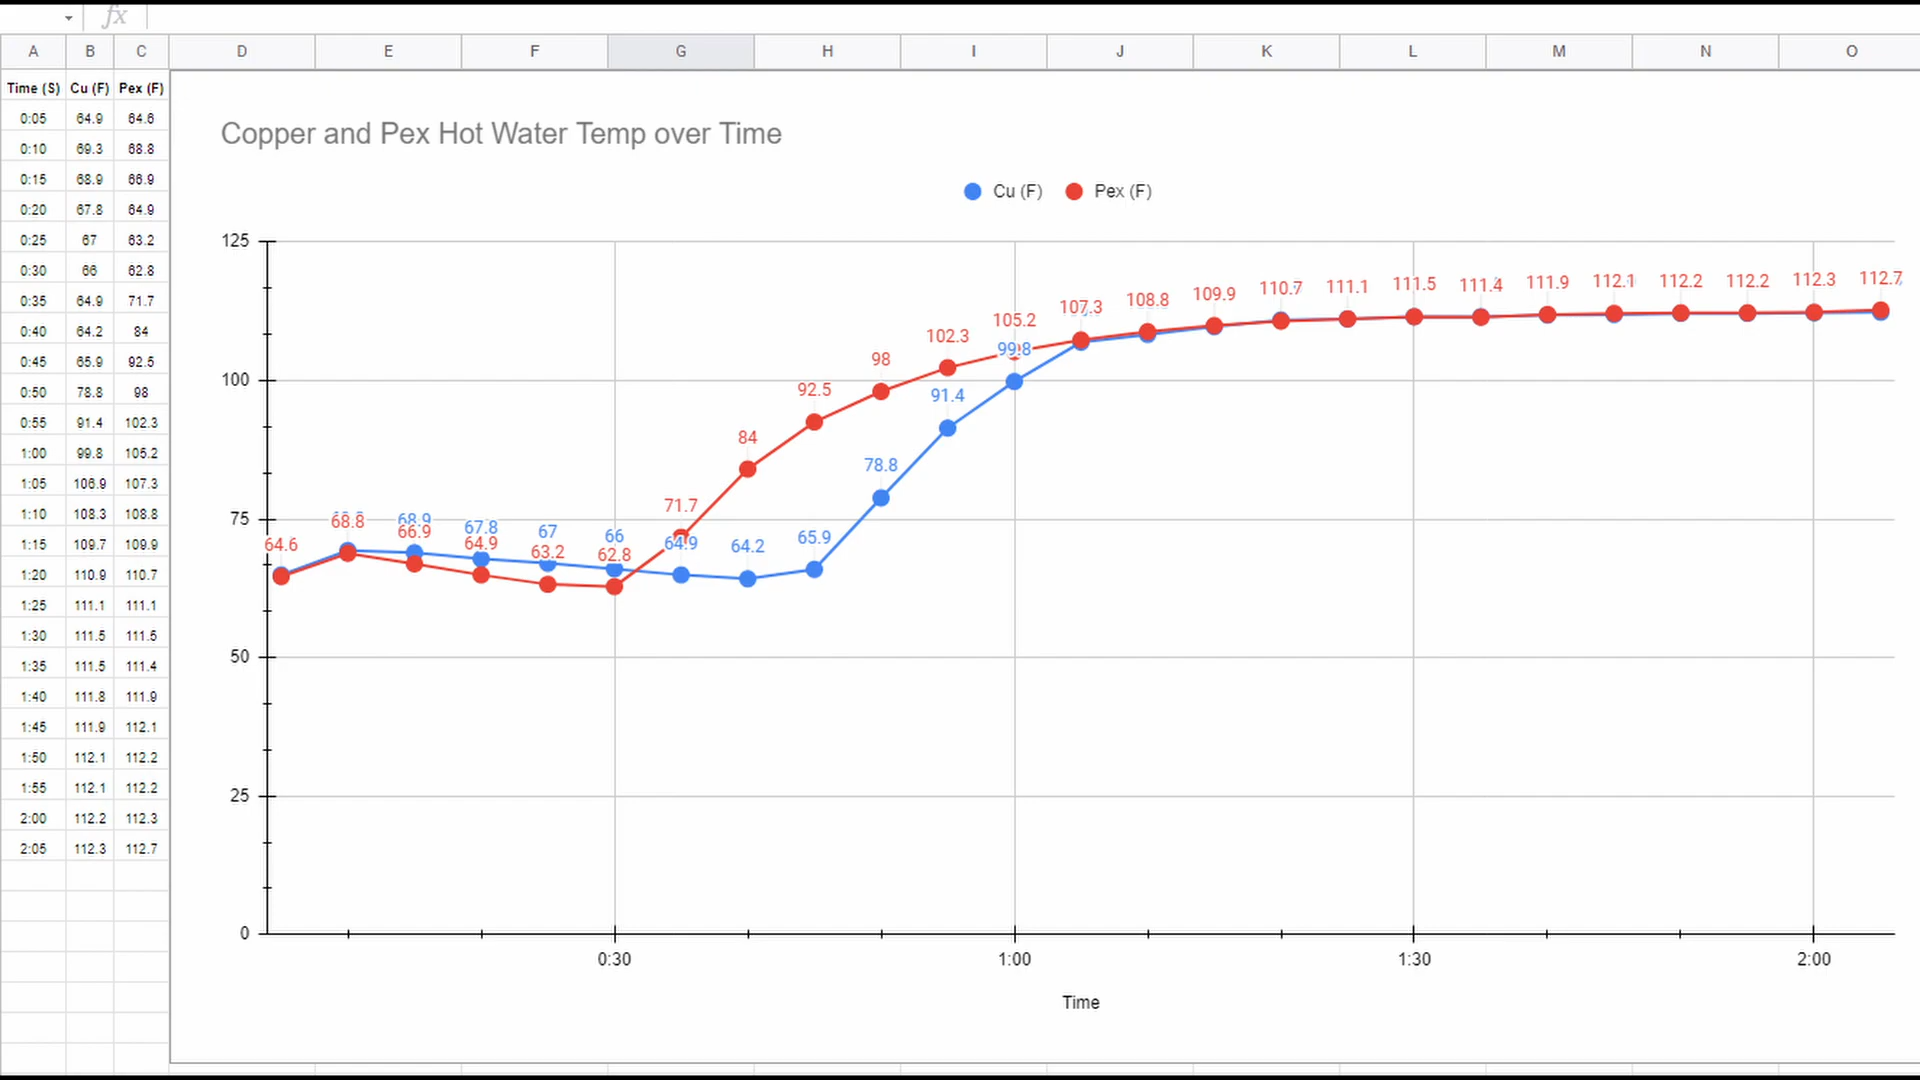 fx
A B C D E F G H I J K L M N O
Time (S) Cu (F) Pex (F)
0:05 64.9 64.6
0:10 69.3 68.8
0:15 68.9 66.9
0:20 67.8 64.9
0:25 67 63.2
0:30 66 62.8
0:35 64.9 71.7
0:40 64.2 84
0:45 65.9 92.5
0:50 78.8 98
0:55 91.4 102.3
1:00 99.8 105.2
1:05 106.9 107.3
1:10 108.3 108.8
1:15 109.7 109.9
1:20 110.9 110.7
1:25 111.1 111.1
1:30 111.5 111.5
1:35 111.5 111.4
1:40 111.8 111.9
1:45 111.9 112.1
1:50 112.1 112.2
1:55 112.1 112.2
2:00 112.2 112.3
2:05 112.3 112.7
Copper and Pex Hot Water Temp over Time
Cu (F) Pex (F)
125
100
75
50
25
0
64.6 68.8 66.9 64.9 63.2 62.8 71.7 84 92.5 98 102.3 105.2 107.3 108.8 109.9 110.7 111.1 111.5 111.4 111.9 112.1 112.2 112.2 112.3 112.7
68.9 67.8 67 66 64.9 64.2 65.9 78.8 91.4 99.8
0:30 1:00 1:30 2:00
Time